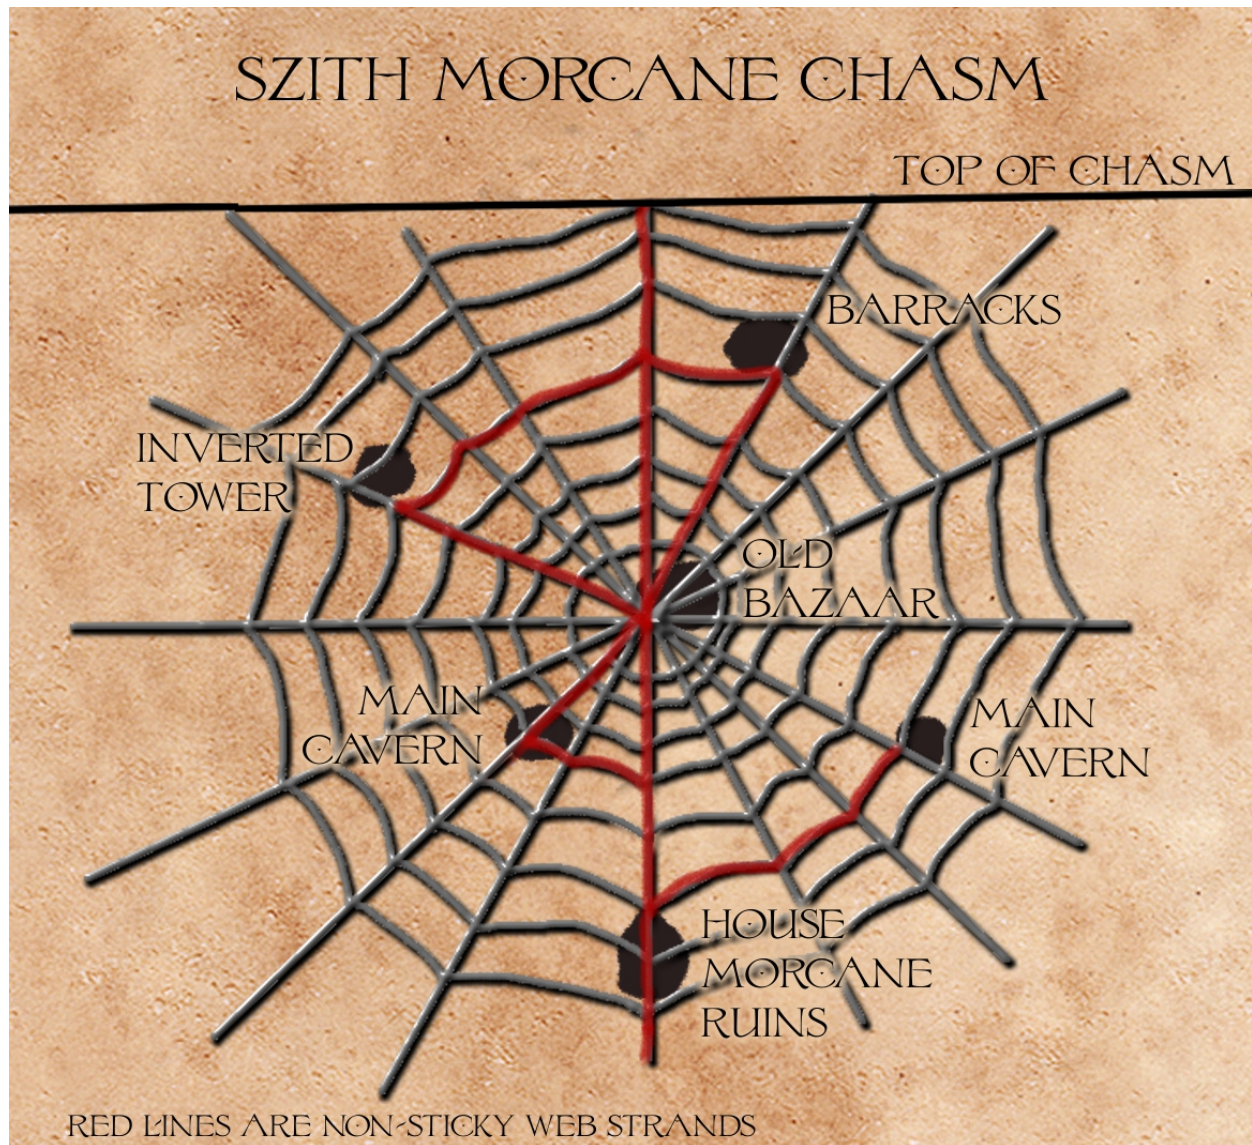 SZITH MORCANE CHASM
TOP OF CHASM
BARRACKS
INVERTED
TOWER
OLD
BAZAAR
MAIN
CAVERN
MAIN
CAVERN
HOUSE
MORCANE
RUINS
RED LINES ARE NON-STICKY WEB STRANDS